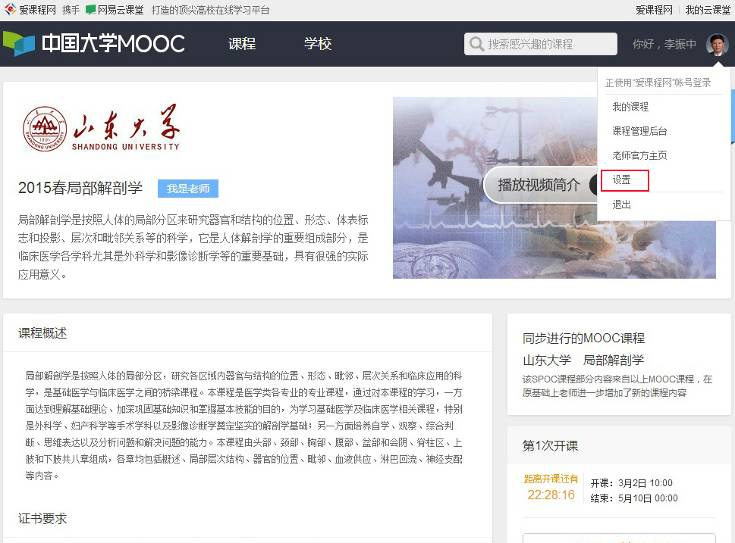 爱课程网 携手 网易云课堂 打造的顶尖高校在线学习平台
爱课程网 我的云课堂
中国大学MOOC 课程 学校 搜索感兴趣的课程 你好，李振中
正使用“爱课程网”帐号登录
我的课程
课程管理后台
老师官方主页
设置
退出
山东大学
SHANDONG UNIVERSITY
播放视频简介
2015春局部解剖学 我是老师
局部解剖学是按照人体的局部分区来研究器官和结构的位置、形态、体表标
志和投影、层次和毗邻关系等的科学，它是人体解剖学的重要组成部分，是
临床医学各学科尤其是外科学和影像诊断学等的重要基础，具有很强的实际
应用意义。
课程概述
局部解剖学是按照人体的局部分区，研究各区域内器官与结构的位置、形态、毗邻、层次关系和临床应用的科
学，是基础医学与临床医学之间的桥梁课程。本课程是医学类各专业的专业课程，通过对本课程的学习，一方
面达到理解基础理论、加深巩固基础知识和掌握基本技能的目的，为学习基础医学及临床医学相关课程，特别
是外科学、妇产科学等手术学科以及影像诊断学奠定坚实的解剖学基础；另一方面培养自学、观察、综合判
断、思维表达以及分析问题和解决问题的能力。本课程由头部、颈部、胸部、腹部、盆部和会阴、脊柱区、上
肢和下肢共八章组成，各章均包括概述、局部层次结构、器官的位置、毗邻、血液供应、淋巴回流、神经支配
等内容。
证书要求
同步进行的MOOC课程
山东大学 局部解剖学
该SPOC课程部分内容来自以上MOOC课程，在
原基础上老师进一步增加了新的课程内容
第1次开课
距离开课还有
22:28:16
开课：3月2日 10:00
结束：5月10日 00:00